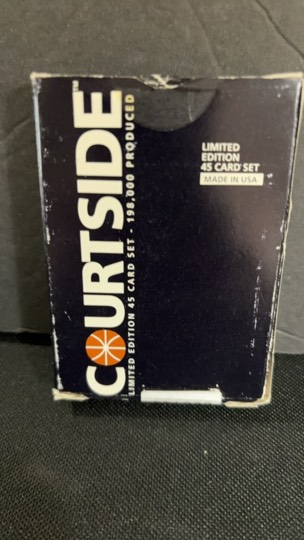 COURTSIDE™
LIMITED EDITION 45 CARD SET - 198,000 PRODUCED
LIMITED
EDITION
45 CARD SET
MADE IN USA